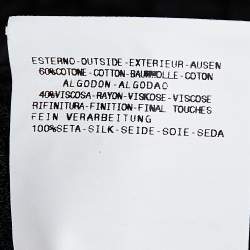 ESTERNO-OUTSIDE-EXTERIEUR-AUSEN
60%COTONE-COTTON-BAUMWOLLE-COTON
ALGODON-ALGODAO
40%VISCOSA-RAYON-VISKOSE-VISCOSE
RIFINITURA-FINITION-FINAL TOUCHES
FEIN VERARBEITUNG
100%SETA-SILK-SEIDE-SOIE-SEDA